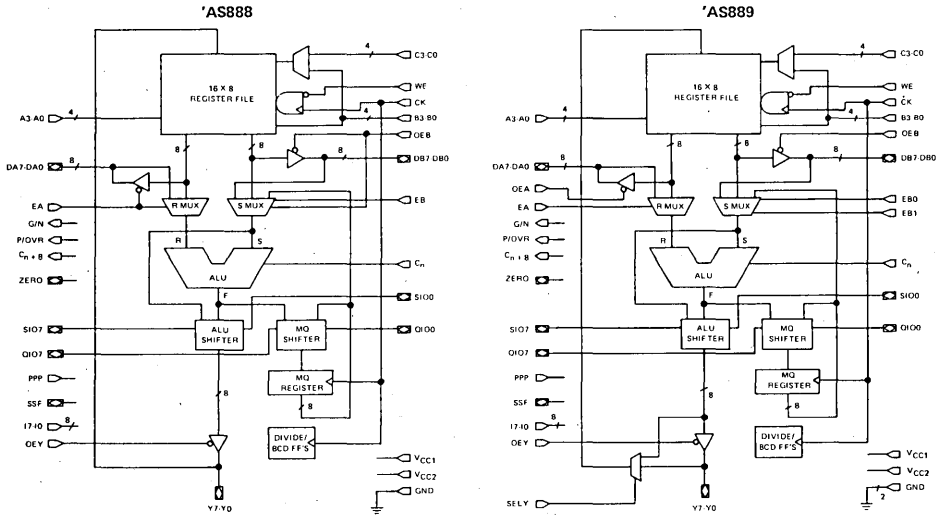 'AS888
4
C3-C0
16 X 8
REGISTER FILE
WE
CK
A3-A0
4
4
B3-B0
OEB
8
8
DA7-DA0
8
8
DB7-DB0
EA
R MUX
S MUX
EB
G/N
P/OVR
R
S
Cn + 8
ALU
Cn
ZERO
F
SIO0
SIO7
ALU
SHIFTER
MQ
SHIFTER
QIO0
QIO7
PPP
MQ
REGISTER
SSF
8
8
I7-I0
8
OEY
DIVIDE/
BCD FF'S
VCC1
VCC2
GND
Y7-Y0
'AS889
4
C3-C0
16 X 8
REGISTER FILE
WE
CK
A3-A0
4
4
B3-B0
OEB
8
8
DA7-DA0
8
8
DB7-DB0
OEA
EA
R MUX
S MUX
EB0
EB1
G/N
P/OVR
R
S
Cn + 8
ALU
Cn
ZERO
F
SIO0
SIO7
ALU
SHIFTER
MQ
SHIFTER
QIO0
QIO7
PPP
MQ
REGISTER
SSF
8
8
I7-I0
8
OEY
DIVIDE/
BCD FF'S
VCC1
VCC2
GND
2
SELY
Y7-Y0